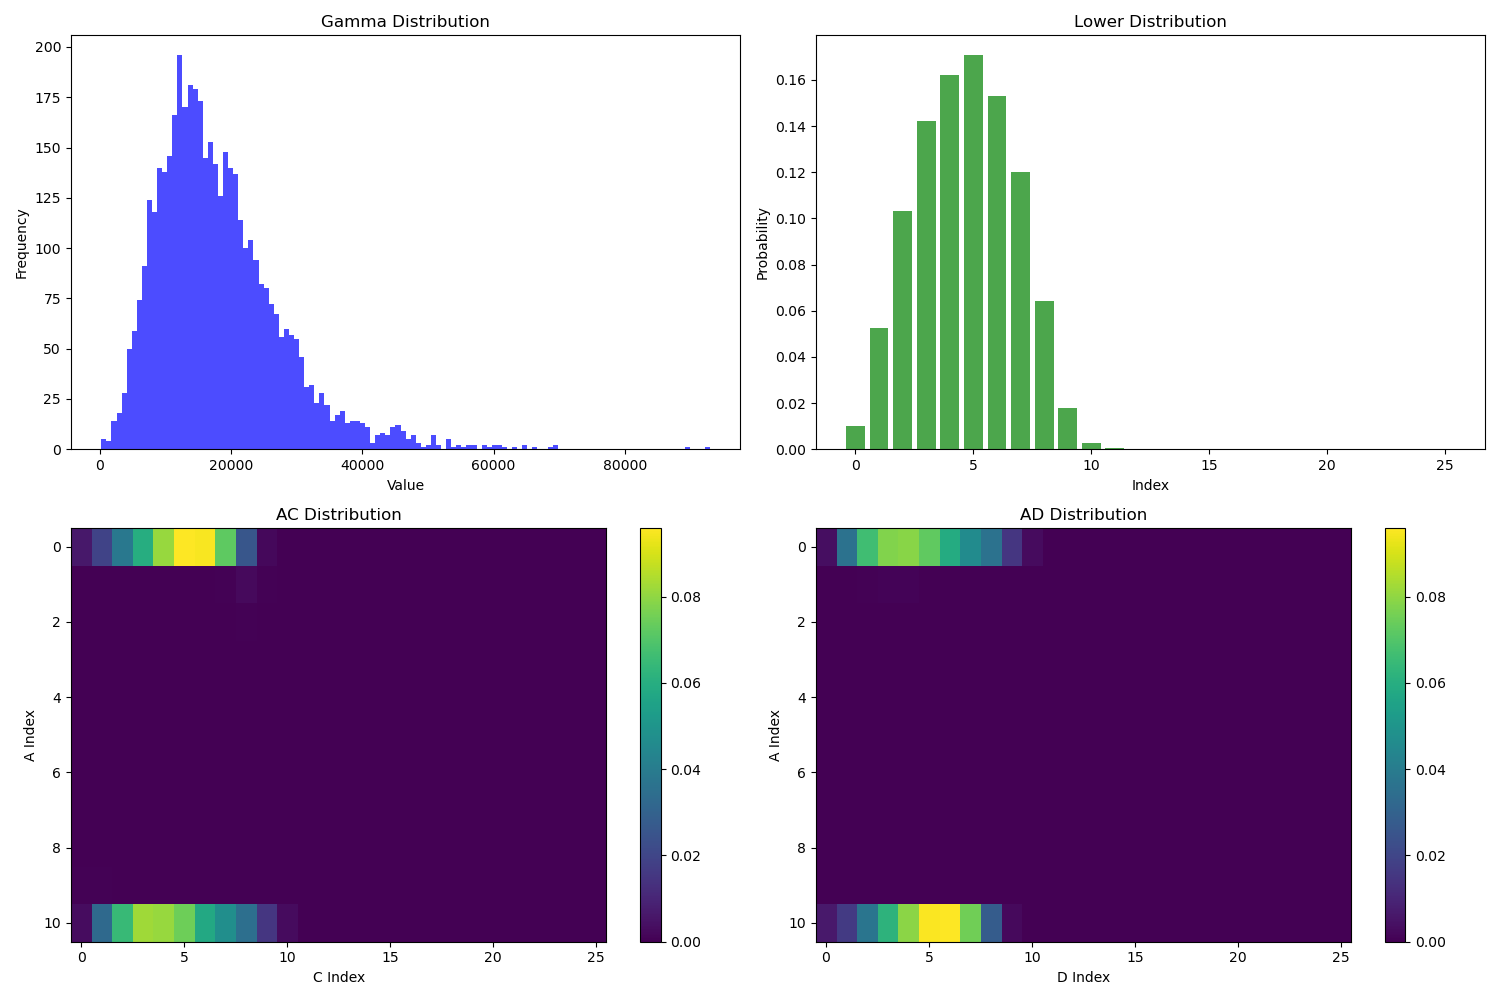 Gamma Distribution
200
175
150
125
100
75
50
25
0
Frequency
0 20000 40000 60000 80000
Value
Lower Distribution
0.16
0.14
0.12
0.10
0.08
0.06
0.04
0.02
0.00
Probability
0 5 10 15 20 25
Index
AC Distribution
0
2
4
6
8
10
A Index
0 5 10 15 20 25
C Index
0.08
0.06
0.04
0.02
0.00
AD Distribution
0
2
4
6
8
10
A Index
0 5 10 15 20 25
D Index
0.08
0.06
0.04
0.02
0.00